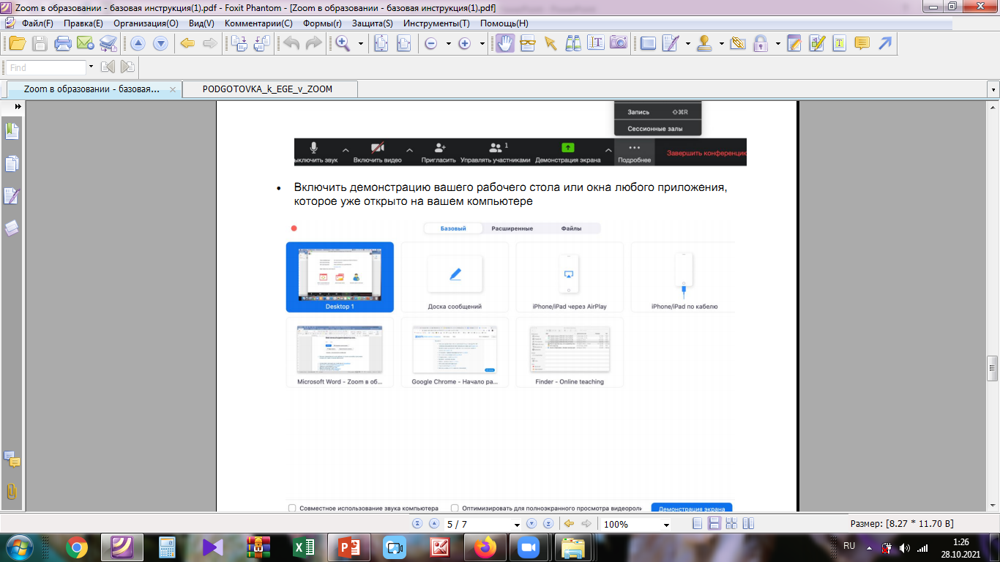 Zoom в образовании - базовая инструкция(1).pdf - Foxit Phantom - [Zoom в образовании - базовая инструкция(1).pdf]
Файл(F) Правка(E) Организация(O) Вид(V) Комментарии(C) Формы(r) Защита(S) Инструменты(T) Помощь(H)
Find
Zoom в образовании - базовая... PODGOTOVKA_k_EGE_v_ZOOM
Запись ⇧⌘R
Сессионные залы
1
ыключить звук Включить видео Пригласить Управлять участниками Демонстрация экрана Подробнее Завершить конференцию
• Включить демонстрацию вашего рабочего стола или окна любого приложения,
которое уже открыто на вашем компьютере
Базовый Расширенные Файлы
Desktop 1 Доска сообщений iPhone/iPad через AirPlay iPhone/iPad по кабелю
Microsoft Word - Zoom в об... Google Chrome - Начало ра... Finder - Online teaching
Совместное использование звука компьютера Оптимизировать для полноэкранного просмотра видеороли Демонстрация экрана
5 / 7 100% Размер: [8.27 * 11.70 В]
RU 1:26
28.10.2021